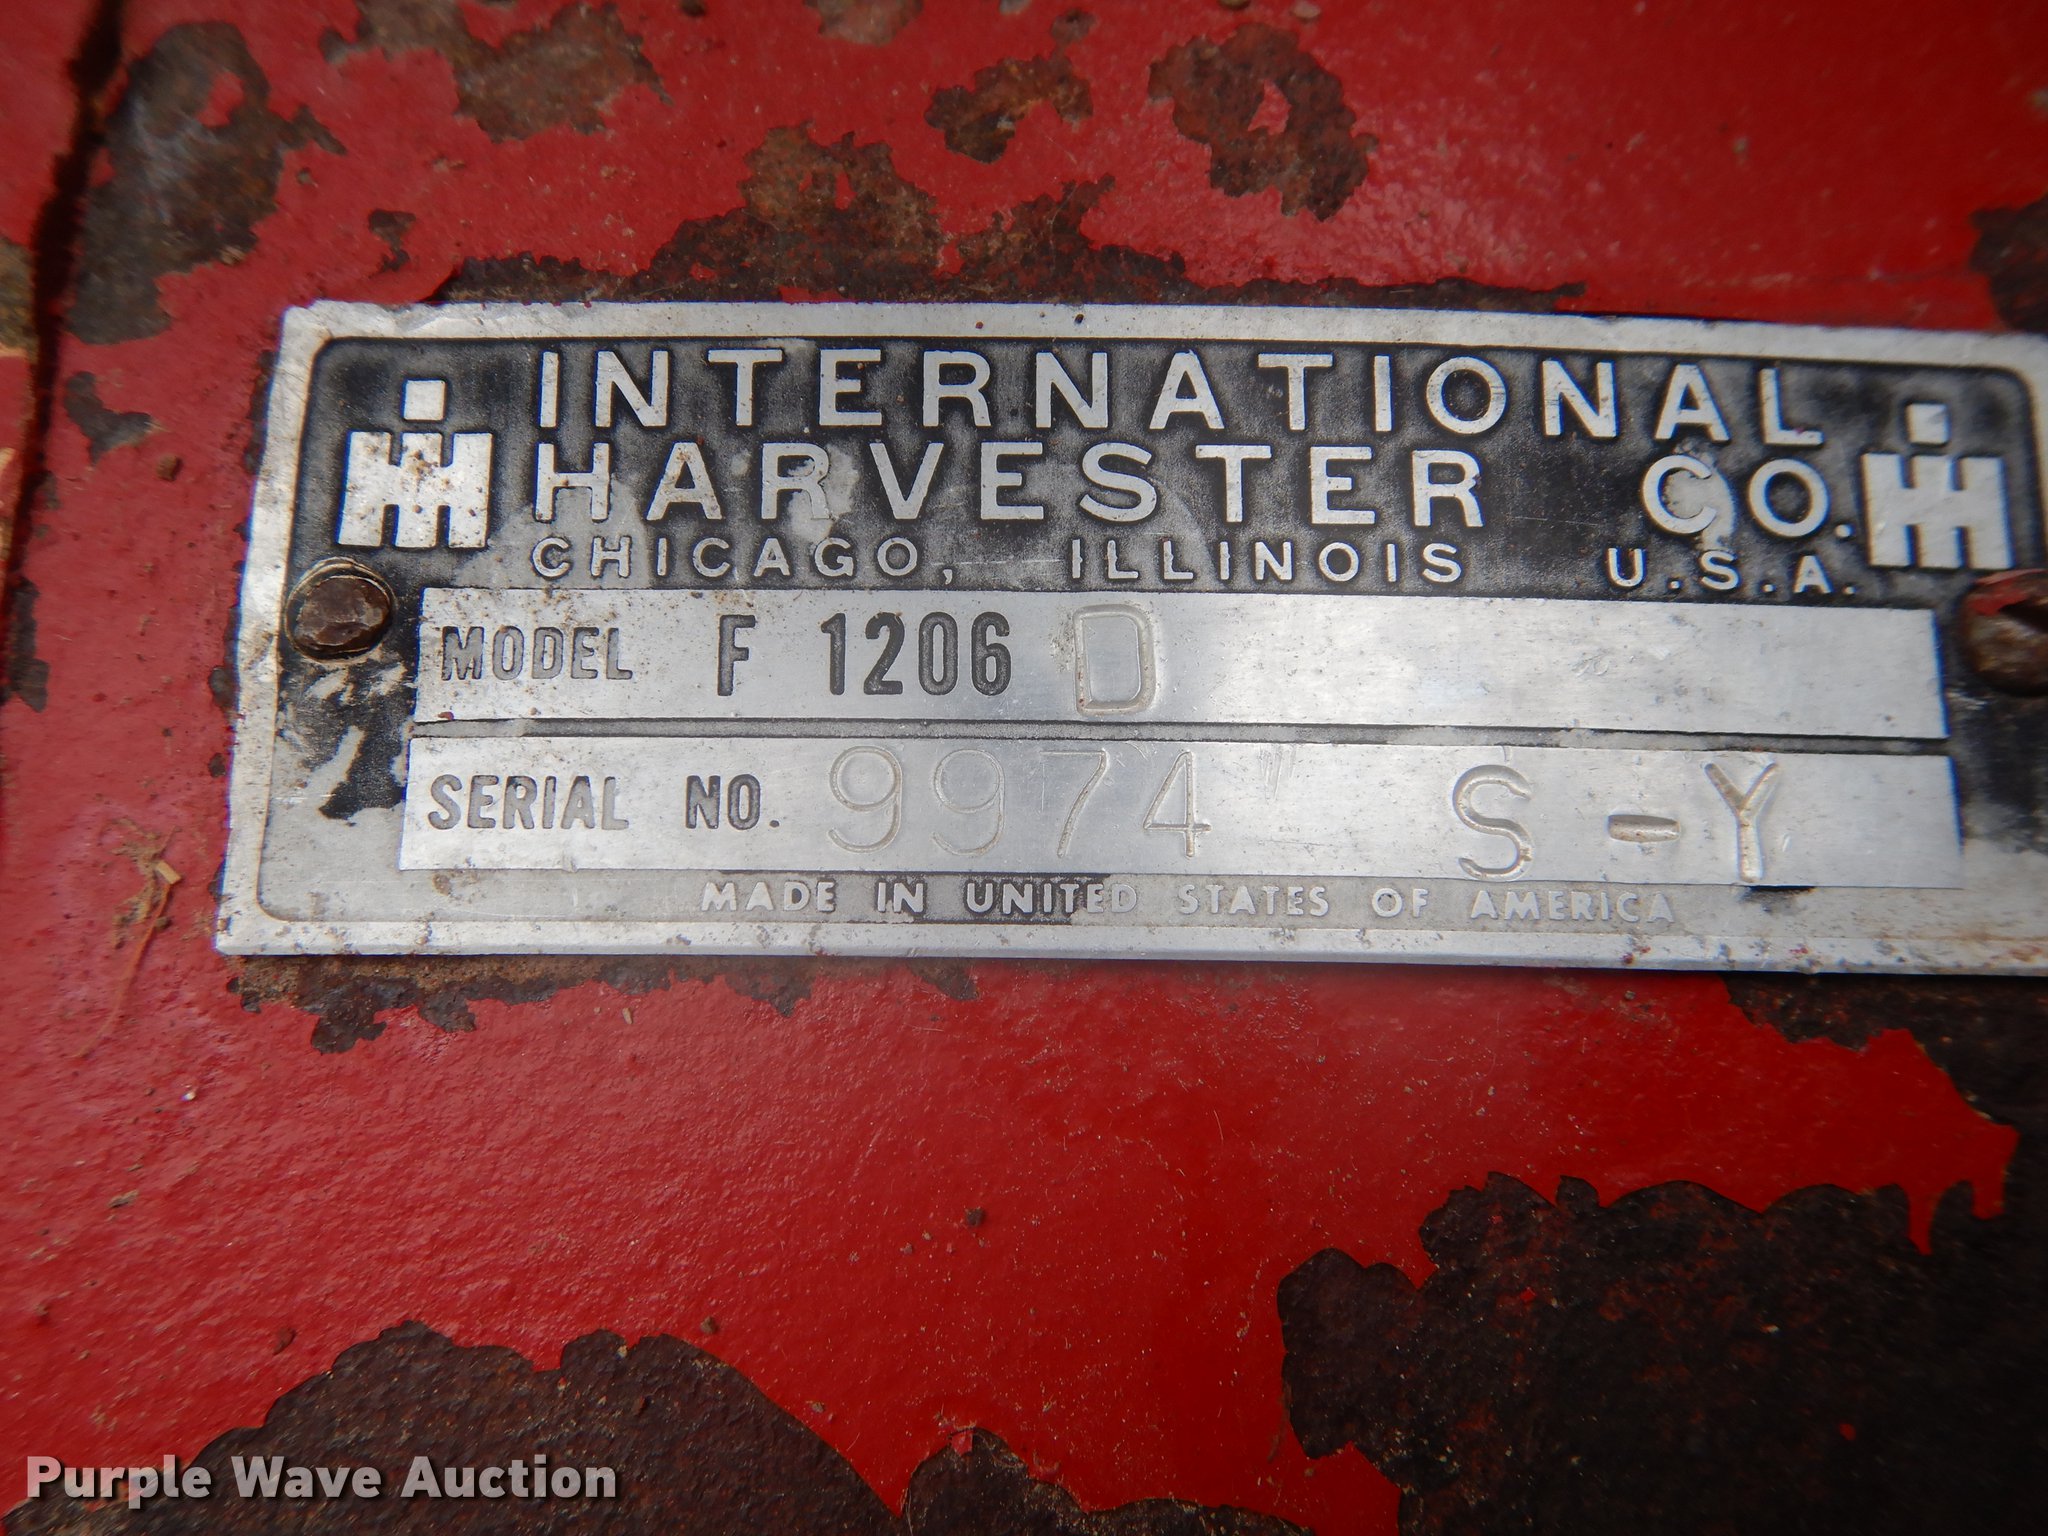 INTERNATIONAL
HARVESTER CO.
CHICAGO, ILLINOIS U.S.A.
MODEL F 1206 D
SERIAL NO. 9974 S-Y
MADE IN UNITED STATES OF AMERICA
Purple Wave Auction